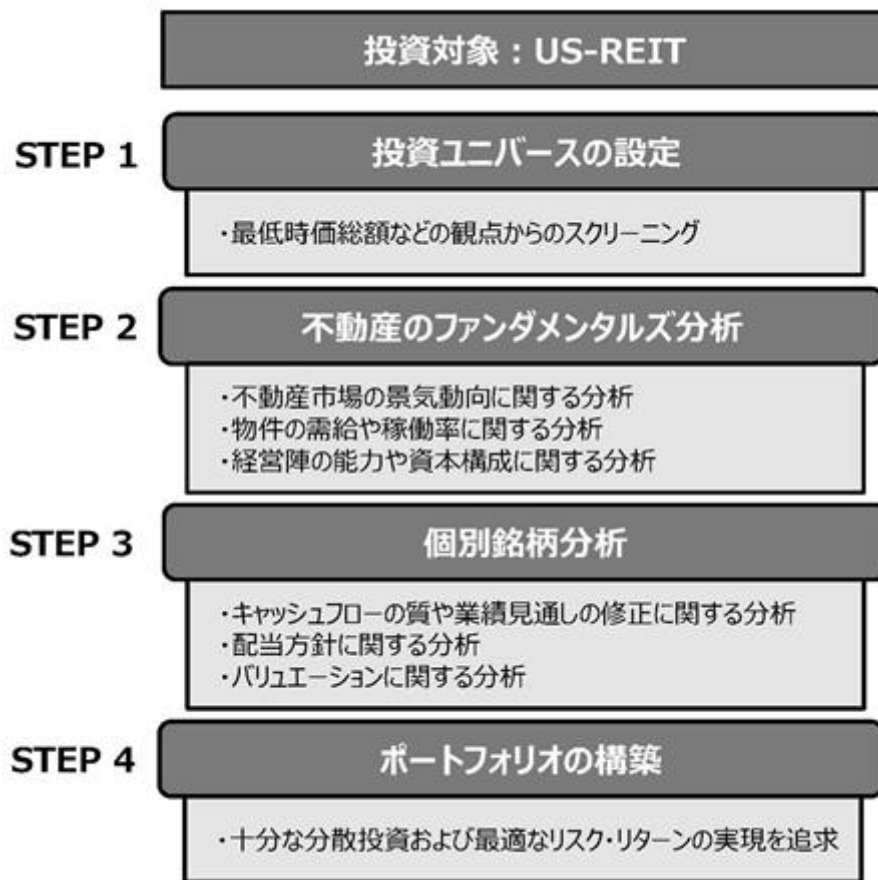 投資対象：US-REIT
STEP 1
投資ユニバースの設定
・最低時価総額などの観点からのスクリーニング
STEP 2
不動産のファンダメンタルズ分析
・不動産市場の景気動向に関する分析
・物件の需給や稼働率に関する分析
・経営陣の能力や資本構成に関する分析
STEP 3
個別銘柄分析
・キャッシュフローの質や業績見通しの修正に関する分析
・配当方針に関する分析
・バリュエーションに関する分析
STEP 4
ポートフォリオの構築
・十分な分散投資および最適なリスク・リターンの実現を追求